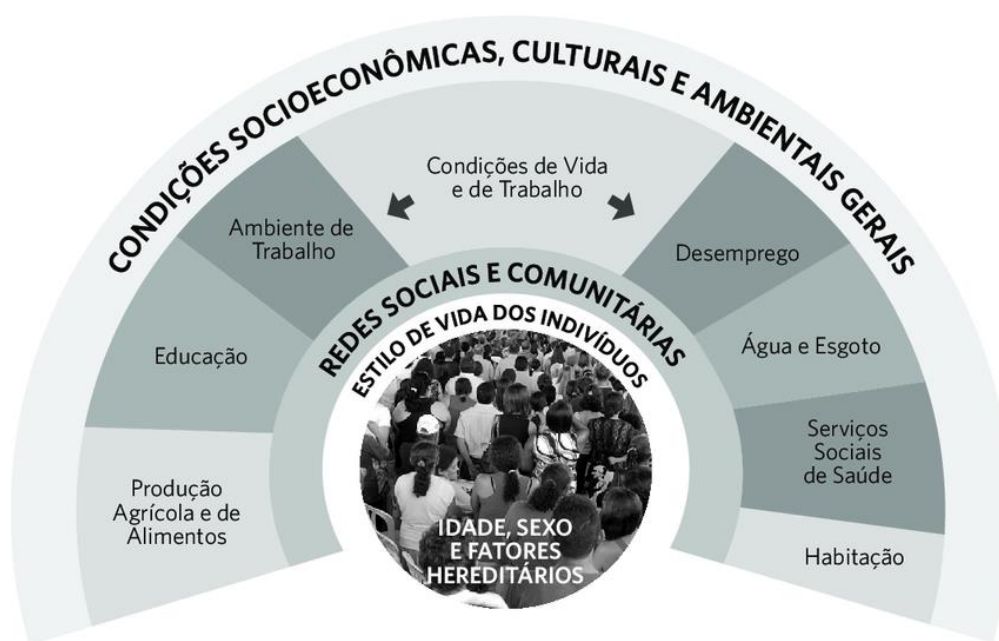 CONDIÇÕES SOCIOECONÔMICAS, CULTURAIS E AMBIENTAIS GERAIS
Condições de Vida
e de Trabalho
Ambiente de
Trabalho
Desemprego
Educação
Água e Esgoto
Produção
Agrícola e de
Alimentos
Serviços
Sociais
de Saúde
Habitação
REDES SOCIAIS E COMUNITÁRIAS
ESTILO DE VIDA DOS INDIVÍDUOS
IDADE, SEXO
E FATORES
HEREDITÁRIOS